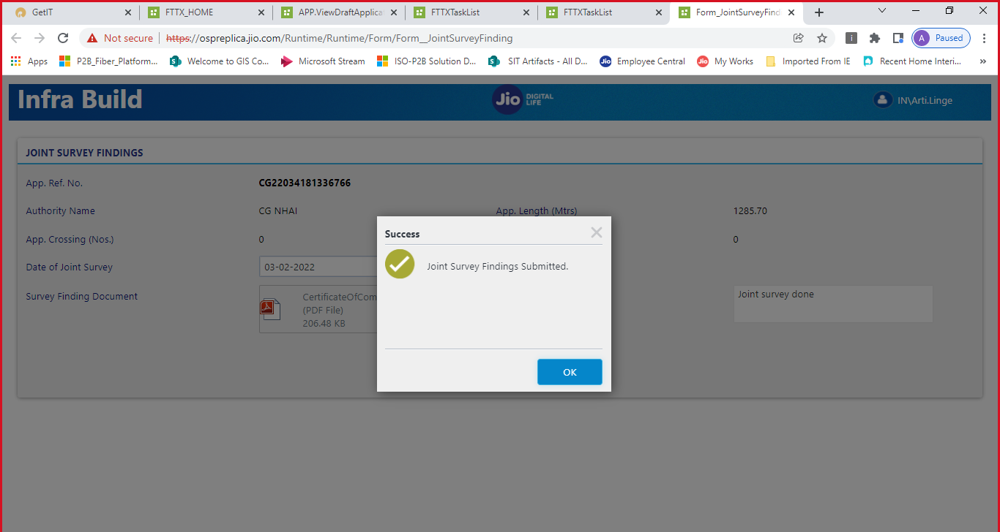 GetIT
FTTX_HOME
APP.ViewDraftApplica
FTTXTaskList
FTTXTaskList
Form_JointSurveyFind
Not secure
https://ospreplica.jio.com/Runtime/Runtime/Form/Form__JointSurveyFinding
A Paused
Apps
P2B_Fiber_Platform...
Welcome to GIS Co...
Microsoft Stream
ISO-P2B Solution D...
SIT Artifacts - All D...
Jio Employee Central
Jio My Works
Imported From IE
Recent Home Interi...
»
Infra Build
Jio DIGITAL
LIFE
IN\Arti.Linge
JOINT SURVEY FINDINGS
App. Ref. No. CG22034181336766
Authority Name CG NHAI App. Length (Mtrs) 1285.70
App. Crossing (Nos.) 0 0
Date of Joint Survey 03-02-2022
Survey Finding Document
CertificateOfCom
(PDF File)
206.48 KB
Joint survey done
Success
Joint Survey Findings Submitted.
OK